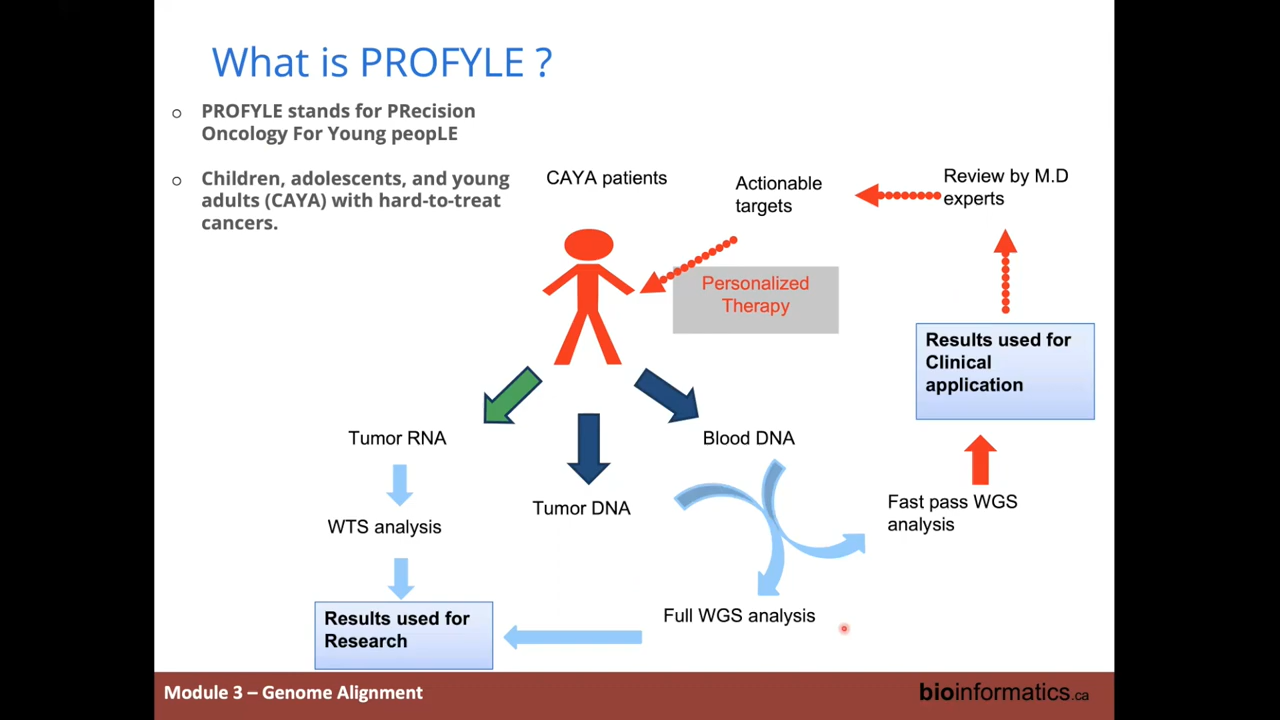 What is PROFYLE ?
PROFYLE stands for PRecision
Oncology For Young peopLE
Children, adolescents, and young
adults (CAYA) with hard-to-treat
cancers.
CAYA patients
Actionable
targets
Review by M.D
experts
Personalized
Therapy
Results used for
Clinical
application
Tumor RNA
Blood DNA
Tumor DNA
Fast pass WGS
analysis
WTS analysis
Full WGS analysis
Results used for
Research
Module 3 – Genome Alignment
bioinformatics.ca